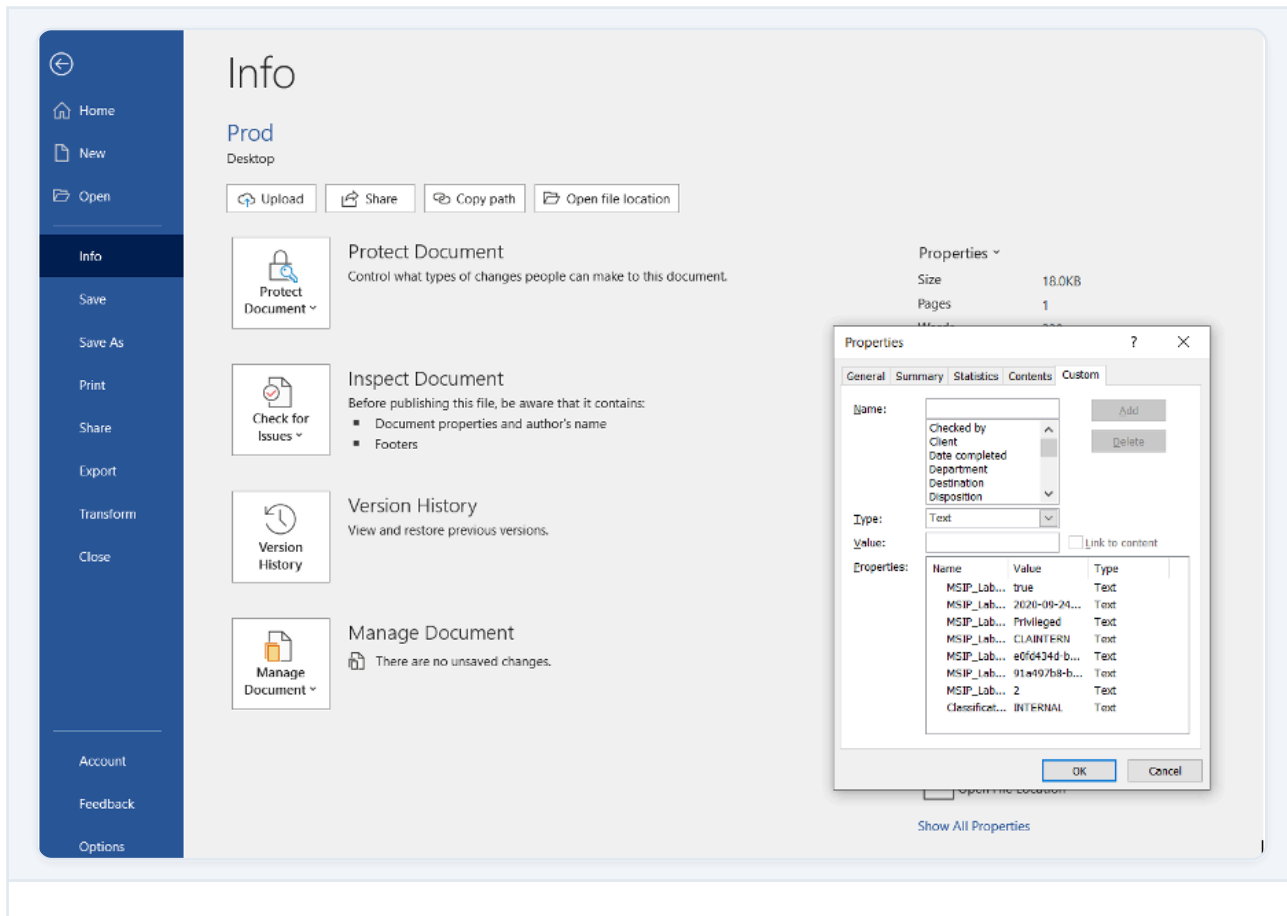 Info
Home
New
Open
Info
Save
Save As
Print
Share
Export
Transform
Close
Account
Feedback
Options
Prod
Desktop
Upload
Share
Copy path
Open file location
Protect Document
Protect Document
Control what types of changes people can make to this document.
Check for Issues
Inspect Document
Before publishing this file, be aware that it contains:
Document properties and author's name
Footers
Version History
Version History
View and restore previous versions.
Manage Document
Manage Document
There are no unsaved changes.
Properties
Size 18.0KB
Pages 1
Properties ?
General Summary Statistics Contents Custom
Name: Add
Checked by
Client Delete
Date completed
Department
Destination
Disposition
Type: Text
Value: Link to content
Properties: Name Value Type
MSIP_Lab... true Text
MSIP_Lab... 2020-09-24... Text
MSIP_Lab... Privileged Text
MSIP_Lab... CLAINTERN Text
MSIP_Lab... e0fd434d-b... Text
MSIP_Lab... 91a497b8-b... Text
MSIP_Lab... 2 Text
Classificat... INTERNAL Text
OK Cancel
Open File Location
Show All Properties